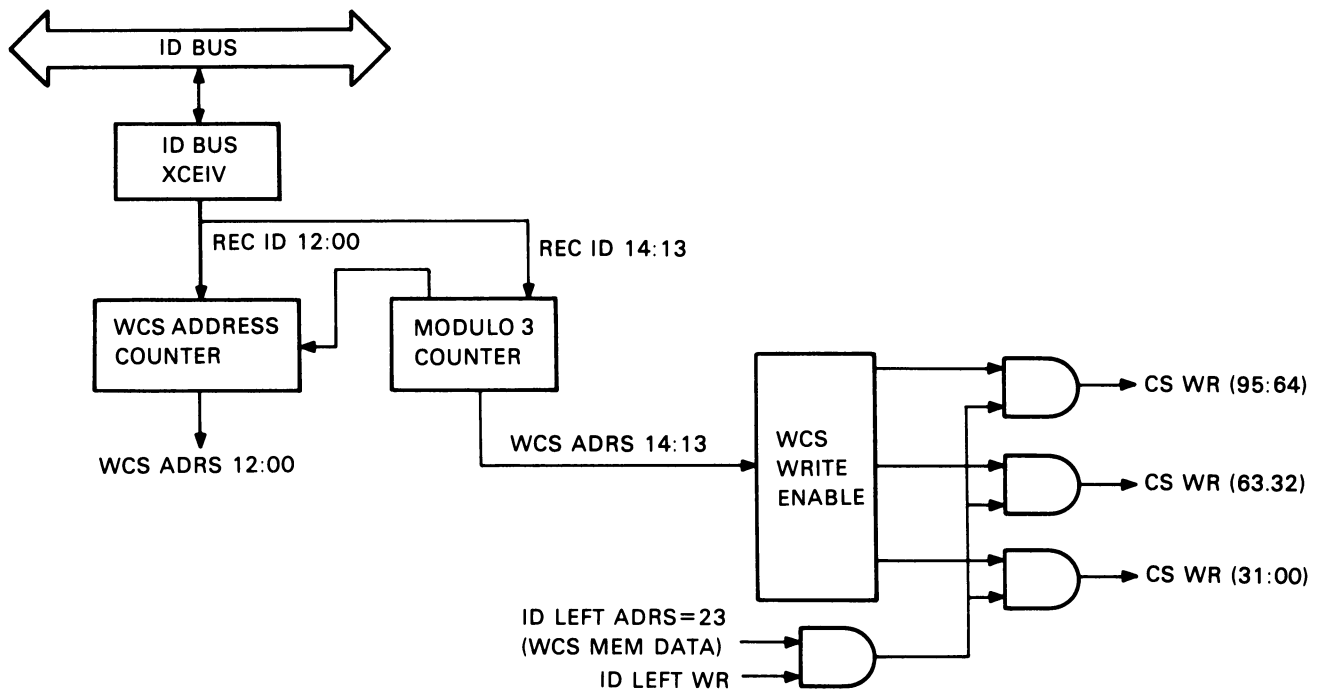 ID BUS
ID BUS
XCEIV
REC ID 12:00
REC ID 14:13
WCS ADDRESS
COUNTER
MODULO 3
COUNTER
WCS ADRS 12:00
WCS ADRS 14:13
WCS
WRITE
ENABLE
CS WR (95:64)
CS WR (63.32)
CS WR (31:00)
ID LEFT ADRS=23
(WCS MEM DATA)
ID LEFT WR